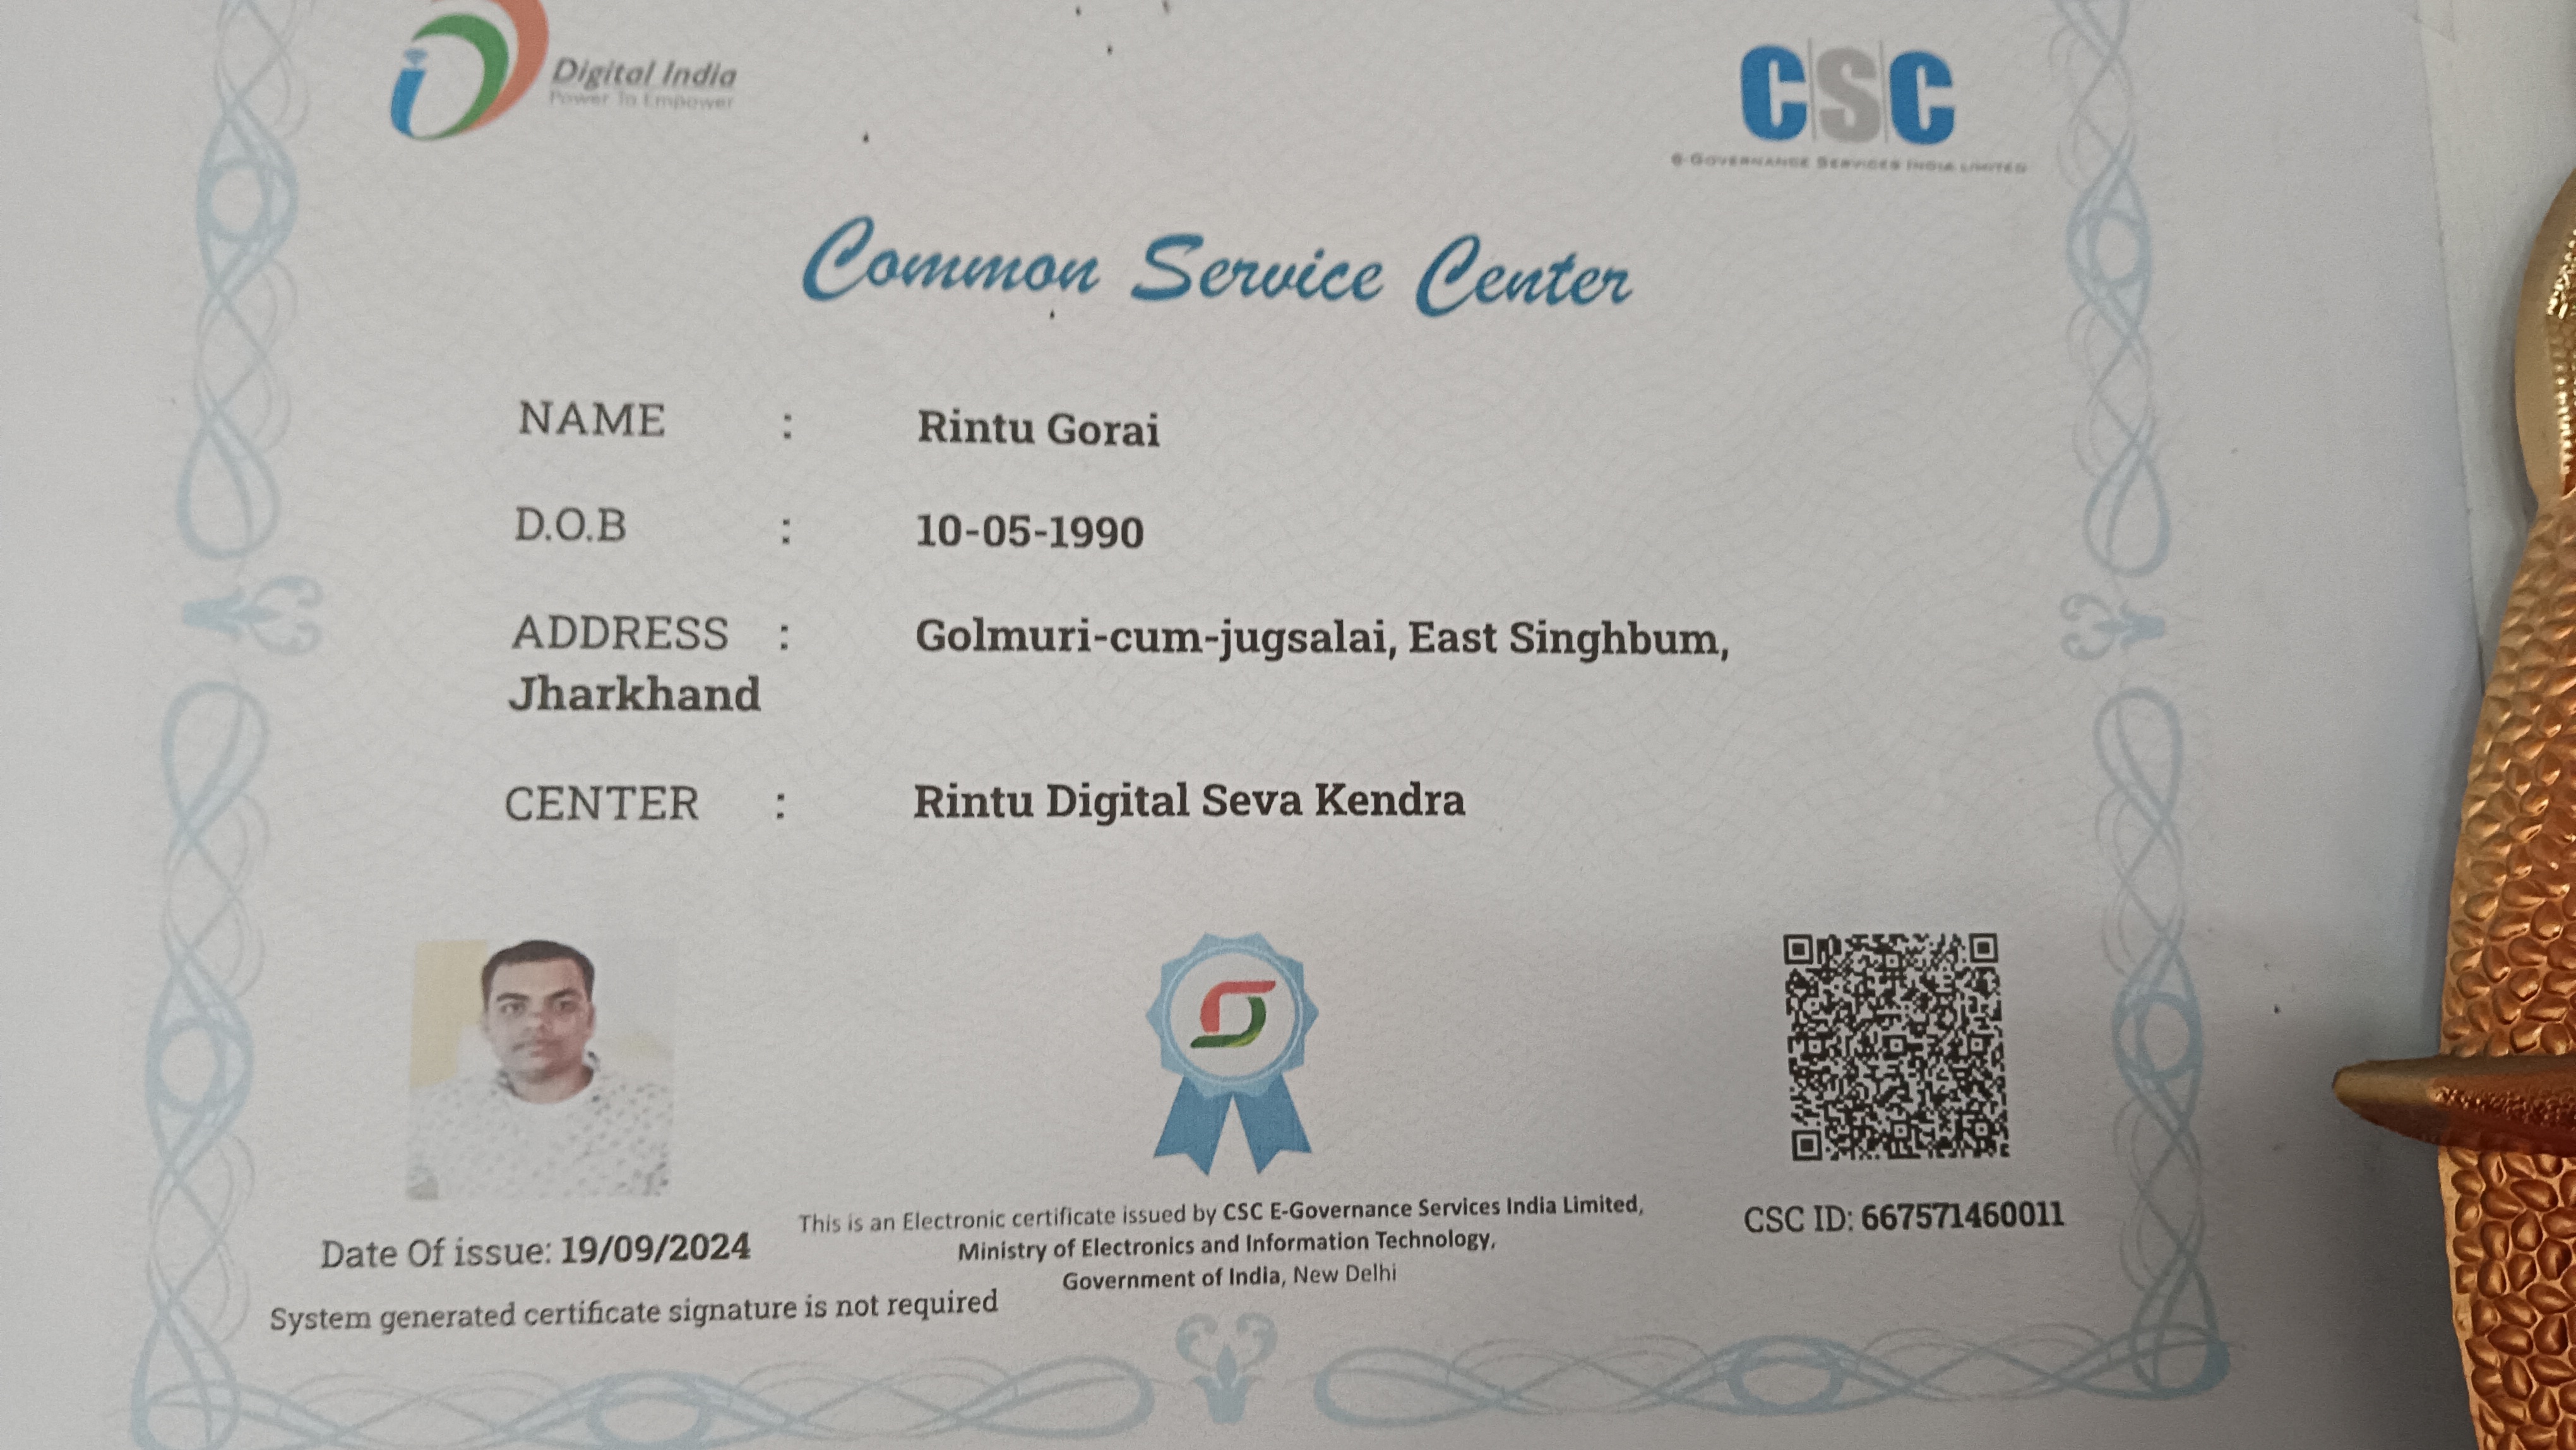 Digital India
Power To Empower
CSC
e-Governance Services India Limited
Common Service Center
NAME : Rintu Gorai
D.O.B : 10-05-1990
ADDRESS : Golmuri-cum-jugsalai, East Singhbum,
Jharkhand
CENTER : Rintu Digital Seva Kendra
This is an Electronic certificate issued by CSC E-Governance Services India Limited,
Ministry of Electronics and Information Technology,
Government of India, New Delhi
CSC ID: 667571460011
Date Of issue: 19/09/2024
System generated certificate signature is not required